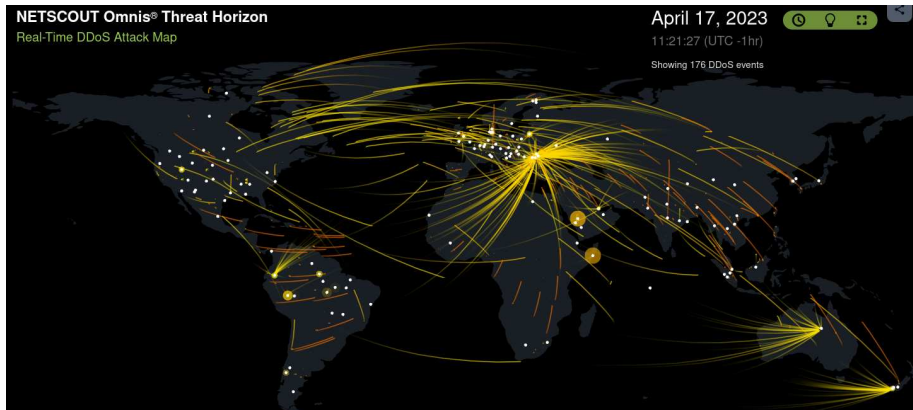 NETSCOUT Omnis® Threat Horizon
Real-Time DDoS Attack Map
April 17, 2023
11:21:27 (UTC -1hr)
Showing 176 DDoS events